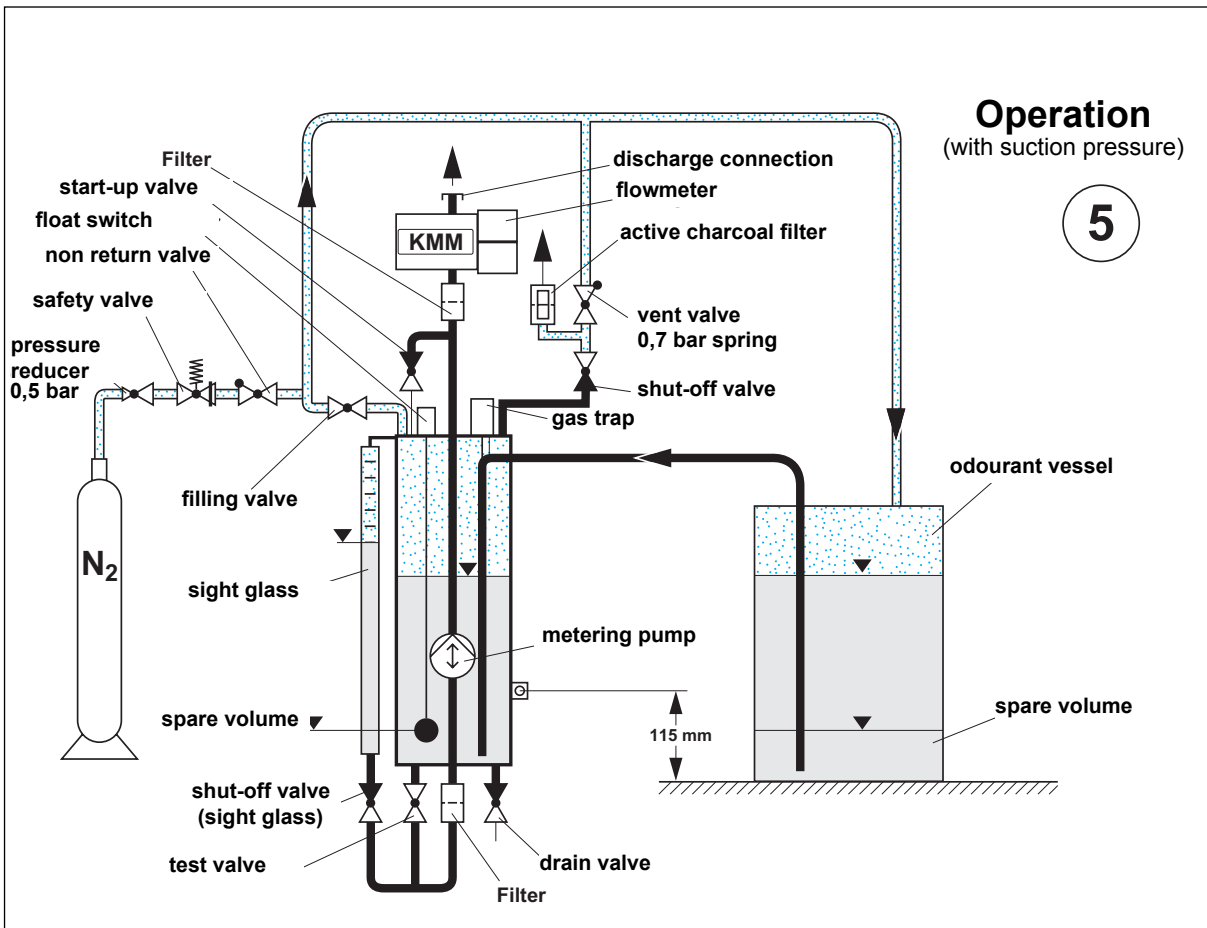 Operation
(with suction pressure)
5
Filter
start-up valve
float switch
non return valve
safety valve
pressure
reducer
0,5 bar
discharge connection
flowmeter
active charcoal filter
KMM
vent valve
0,7 bar spring
shut-off valve
gas trap
odourant vessel
filling valve
N2
sight glass
metering pump
spare volume
115 mm
spare volume
shut-off valve
(sight glass)
test valve
drain valve
Filter